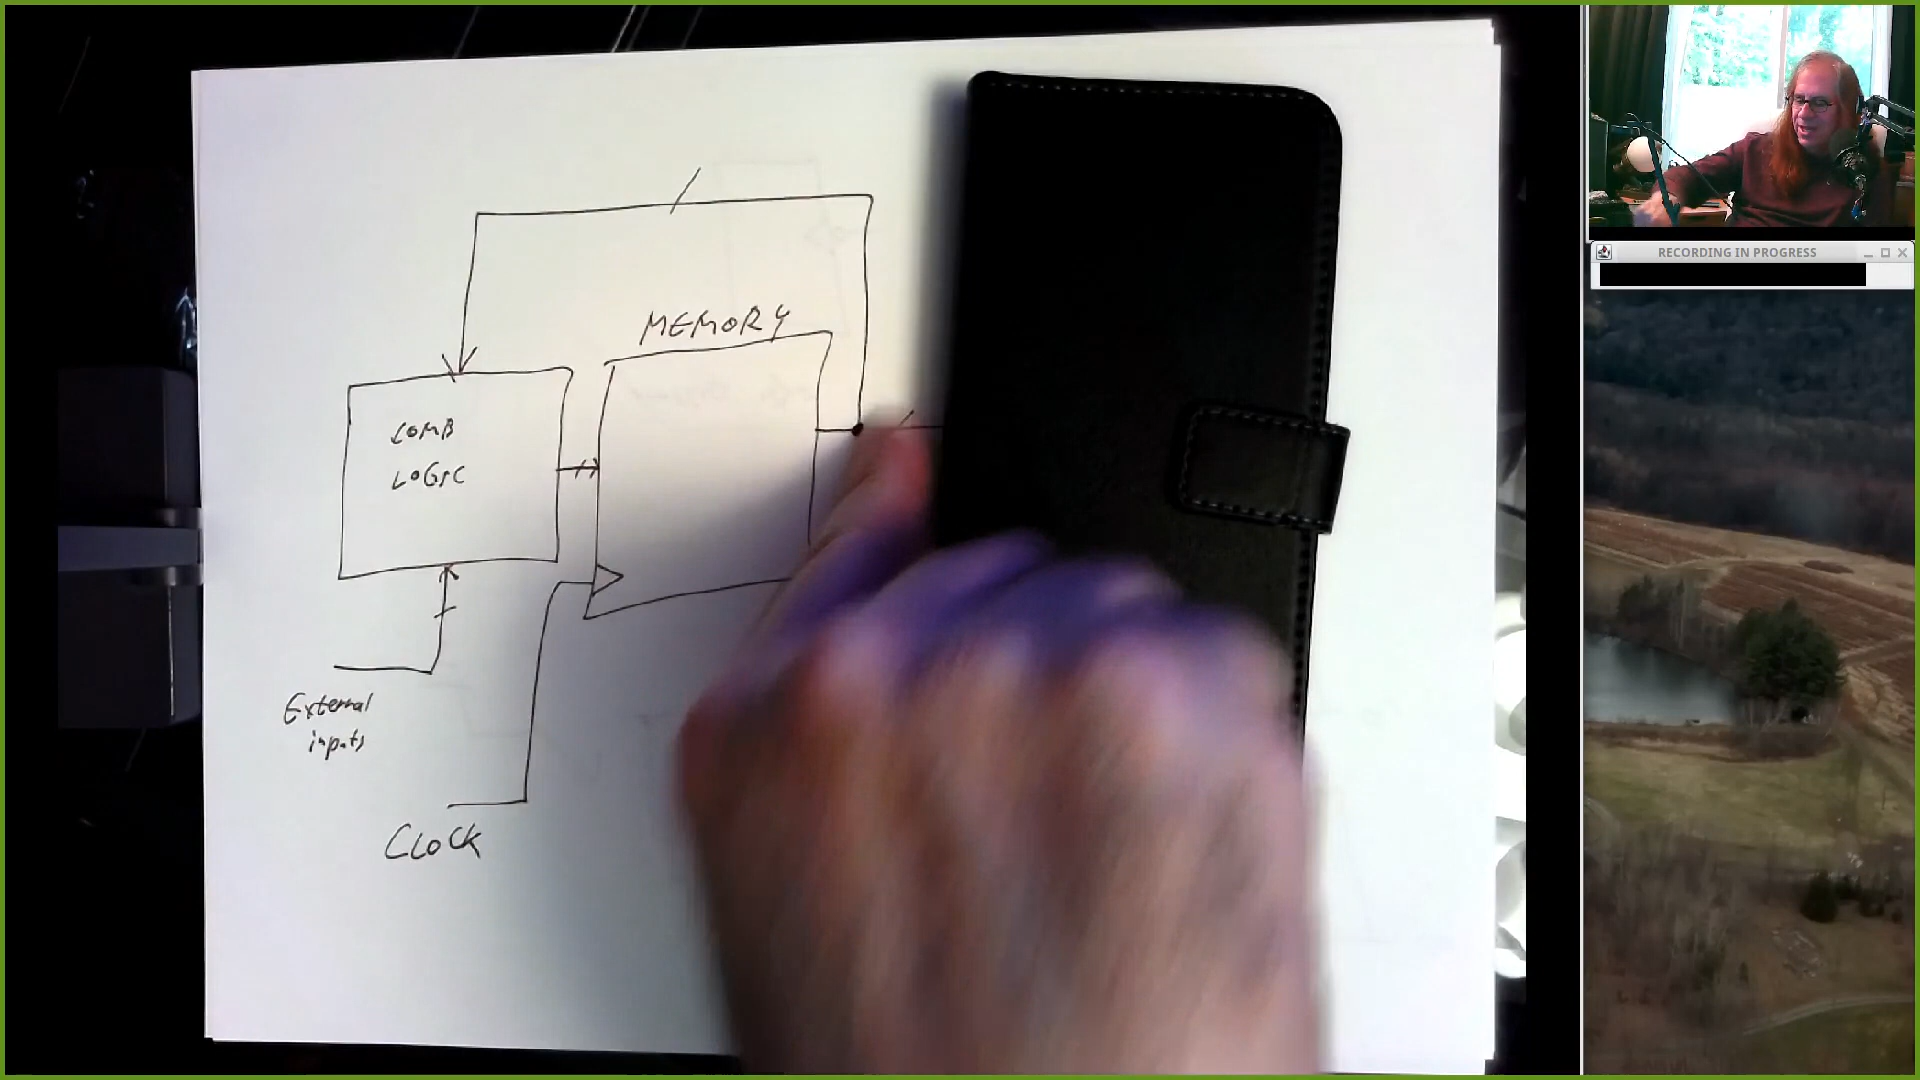 MEMORY
COMB
LOGIC
External
inputs
CLOCK
RECORDING IN PROGRESS